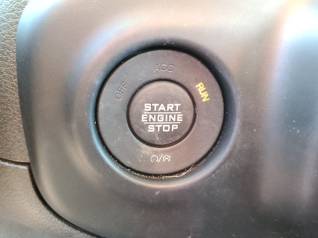 OFF
ACC
RUN
START
ENGINE
STOP